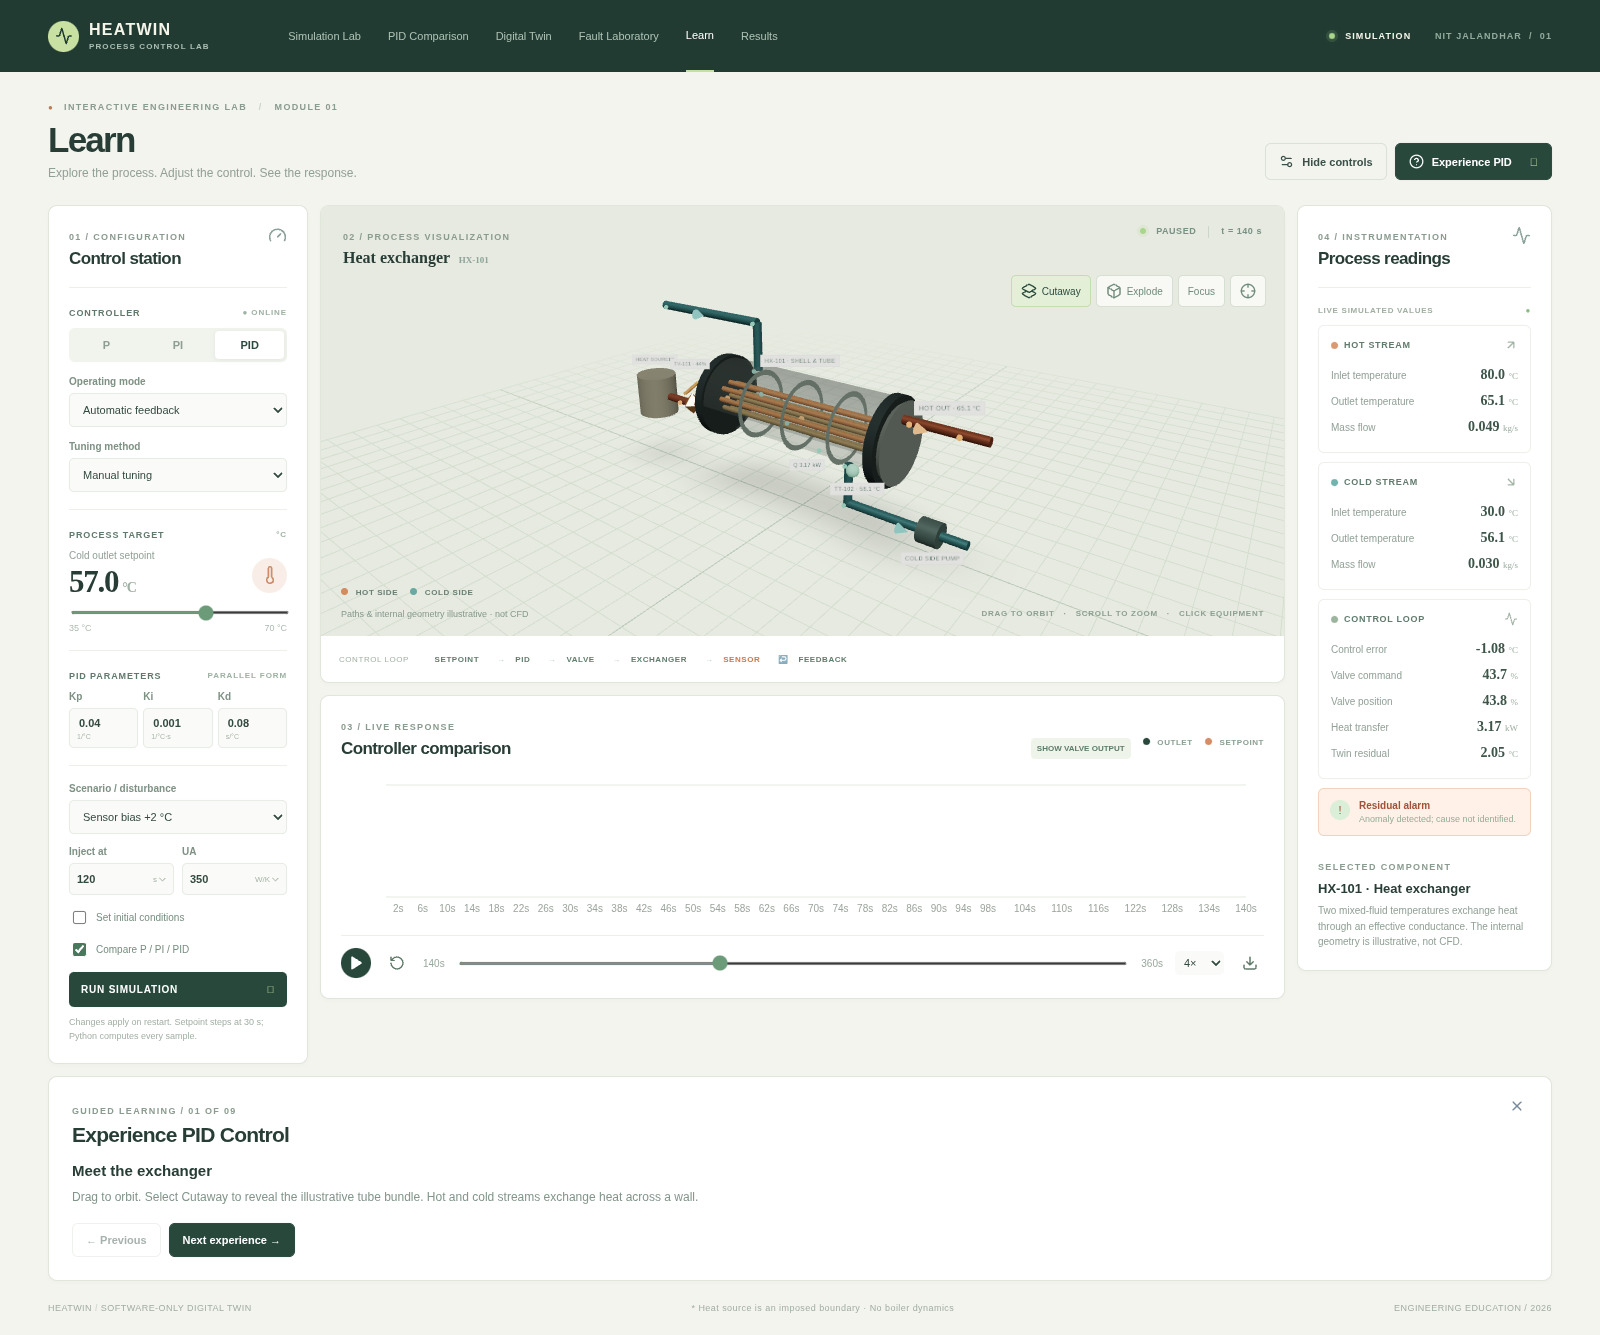 HEATWIN
PROCESS CONTROL LAB
Simulation Lab
PID Comparison
Digital Twin
Fault Laboratory
Learn
Results
SIMULATION
NIT JALANDHAR / 01
INTERACTIVE ENGINEERING LAB / MODULE 01
Learn
Explore the process. Adjust the control. See the response.
Hide controls
Experience PID
01 / CONFIGURATION
Control station
CONTROLLER
● ONLINE
P
PI
PID
Operating mode
Automatic feedback
Tuning method
Manual tuning
PROCESS TARGET
°C
Cold outlet setpoint
57.0 °C
35 °C
70 °C
PID PARAMETERS
PARALLEL FORM
Kp
Ki
Kd
0.04
0.001
0.08
1/°C
1/°C·s
s/°C
Scenario / disturbance
Sensor bias +2 °C
Inject at
UA
120
s
350
W/K
Set initial conditions
Compare P / PI / PID
RUN SIMULATION
Changes apply on restart. Setpoint steps at 30 s;
Python computes every sample.
02 / PROCESS VISUALIZATION
Heat exchanger HX-101
PAUSED
t = 140 s
Cutaway
Explode
Focus
HEAT SOURCE*
HX-101 · SHELL & TUBE
HOT OUT · 65.1 °C
Q 3.17 kW
TT-102 · 56.1 °C
COLD SIDE PUMP
HOT SIDE
COLD SIDE
Paths & internal geometry illustrative · not CFD
DRAG TO ORBIT · SCROLL TO ZOOM · CLICK EQUIPMENT
CONTROL LOOP
SETPOINT → PID → VALVE → EXCHANGER → SENSOR ↩ FEEDBACK
03 / LIVE RESPONSE
Controller comparison
SHOW VALVE OUTPUT
OUTLET
SETPOINT
2s 6s 10s 14s 18s 22s 26s 30s 34s 38s 42s 46s 50s 54s 58s 62s 66s 70s 74s 78s 82s 86s 90s 94s 98s 104s 110s 116s 122s 128s 134s 140s
140s
360s
4×
04 / INSTRUMENTATION
Process readings
LIVE SIMULATED VALUES
HOT STREAM
Inlet temperature 80.0 °C
Outlet temperature 65.1 °C
Mass flow 0.049 kg/s
COLD STREAM
Inlet temperature 30.0 °C
Outlet temperature 56.1 °C
Mass flow 0.030 kg/s
CONTROL LOOP
Control error -1.08 °C
Valve command 43.7 %
Valve position 43.8 %
Heat transfer 3.17 kW
Twin residual 2.05 °C
!
Residual alarm
Anomaly detected; cause not identified.
SELECTED COMPONENT
HX-101 · Heat exchanger
Two mixed-fluid temperatures exchange heat
through an effective conductance. The internal
geometry is illustrative, not CFD.
GUIDED LEARNING / 01 OF 09
Experience PID Control
Meet the exchanger
Drag to orbit. Select Cutaway to reveal the illustrative tube bundle. Hot and cold streams exchange heat across a wall.
← Previous
Next experience →
HEATWIN / SOFTWARE-ONLY DIGITAL TWIN
* Heat source is an imposed boundary · No boiler dynamics
ENGINEERING EDUCATION / 2026